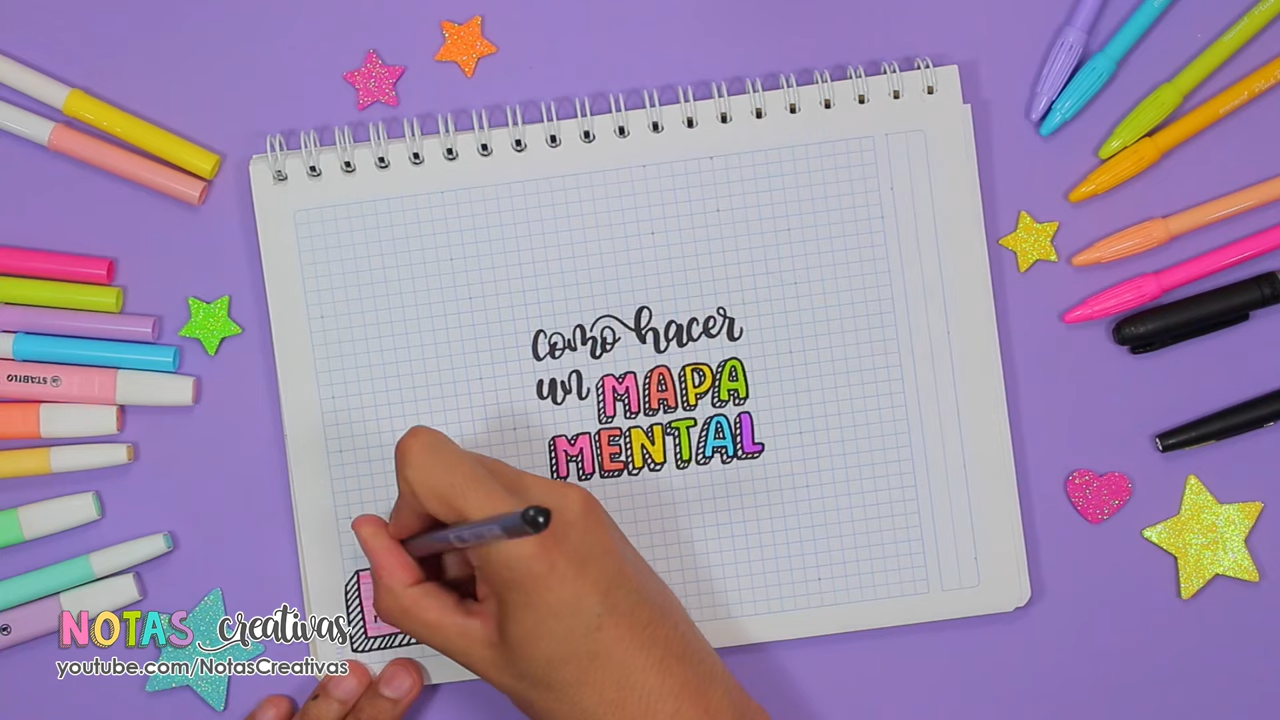 como hacer
un MAPA
MENTAL
STABILO
NOTAS creativas
youtube.com/NotasCreativas